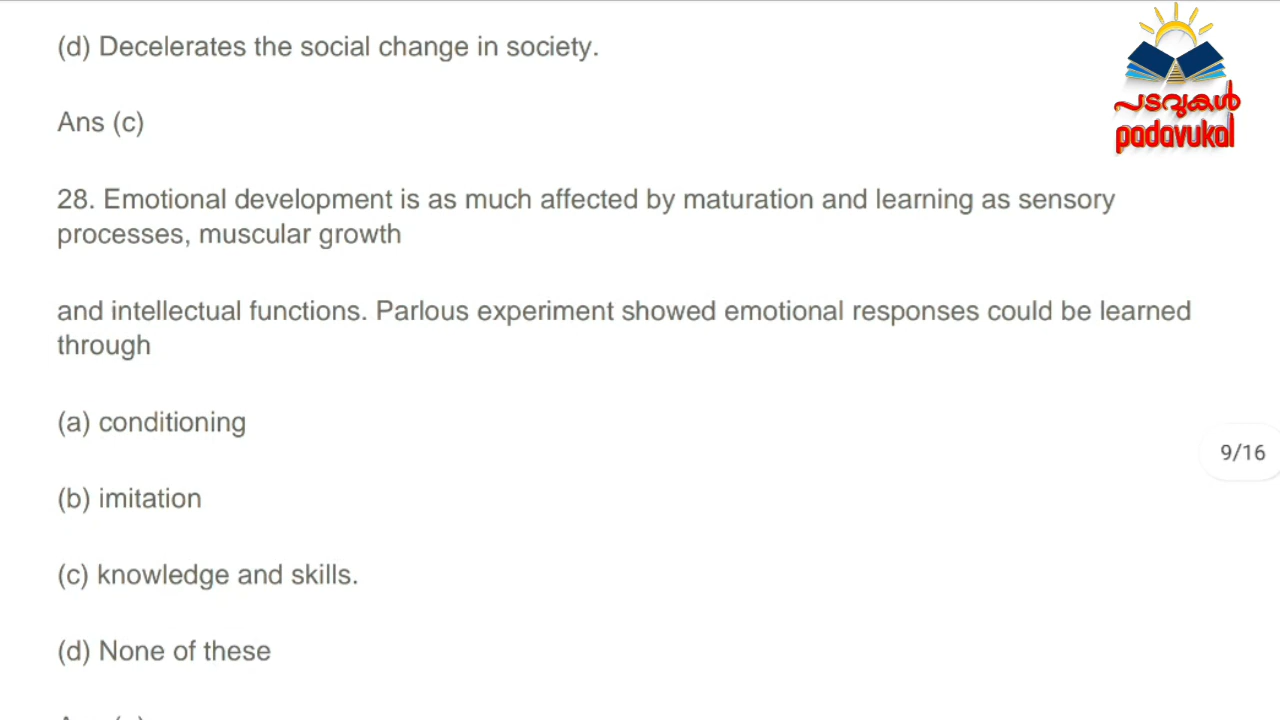 (d) Decelerates the social change in society.
Ans (c)
28. Emotional development is as much affected by maturation and learning as sensory
processes, muscular growth
and intellectual functions. Parlous experiment showed emotional responses could be learned
through
(a) conditioning
(b) imitation
(c) knowledge and skills.
(d) None of these
പടവുകൾ
padavukal
9/16